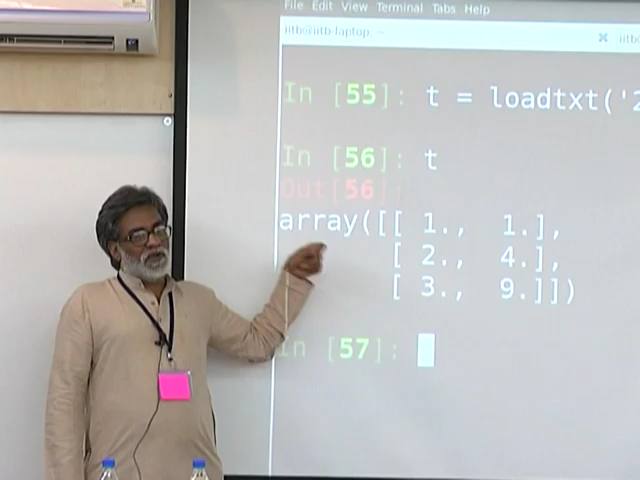 File Edit View Terminal Tabs Help
iitb@iitb-laptop: ~
In [55]: t = loadtxt('2
In [56]: t
Out[56]:
array([[ 1., 1.],
[ 2., 4.],
[ 3., 9.]])
In [57]: